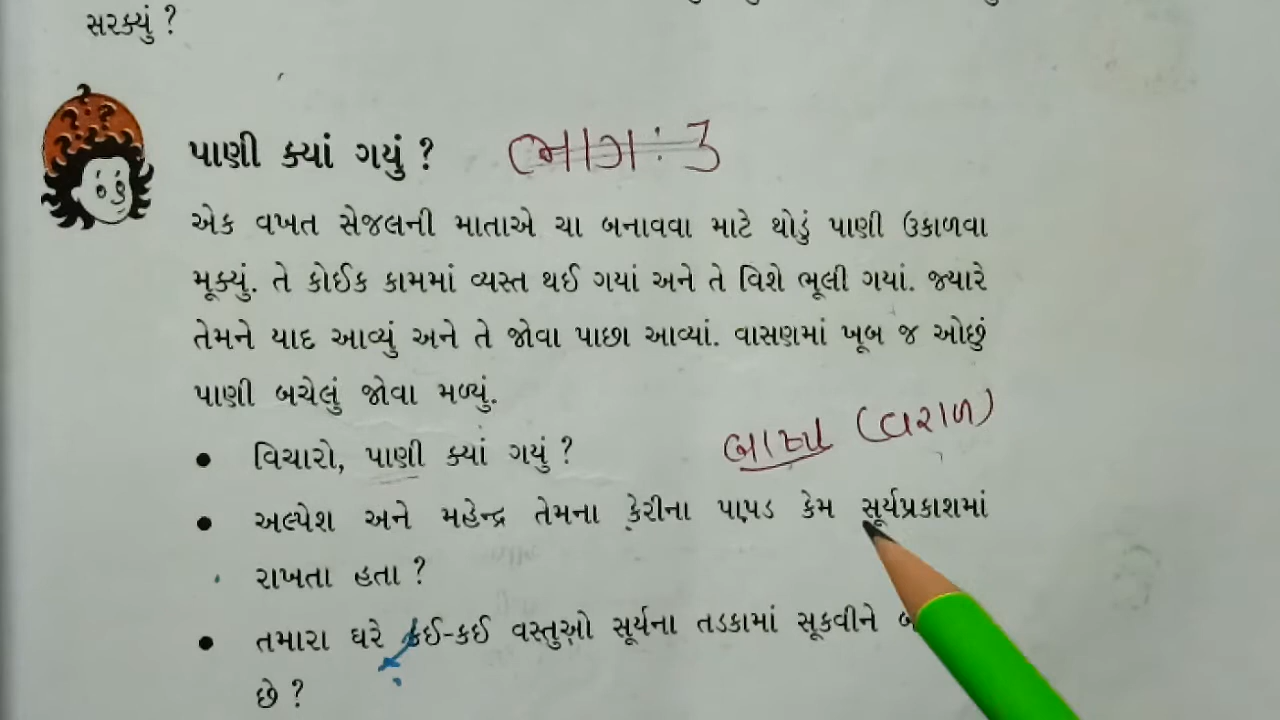 સરક્યું ?
પાણી ક્યાં ગયું ? ભાગ : 3
એક વખત સેજલની માતાએ ચા બનાવવા માટે થોડું પાણી ઉકાળવા
મૂક્યું. તે કોઈક કામમાં વ્યસ્ત થઈ ગયાં અને તે વિશે ભૂલી ગયાં. જ્યારે
તેમને યાદ આવ્યું અને તે જોવા પાછા આવ્યાં. વાસણમાં ખૂબ જ ઓછું
પાણી બચેલું જોવા મળ્યું.
(વરાળ)
• વિચારો, પાણી ક્યાં ગયું ?
• અલ્પેશ અને મહેન્દ્ર તેમના કેરીના પાપડ કેમ સૂર્યપ્રકાશમાં
રાખતા હતા ?
• તમારા ઘરે કઈ-કઈ વસ્તુઓ સૂર્યના તડકામાં સૂકવીને
છે ?